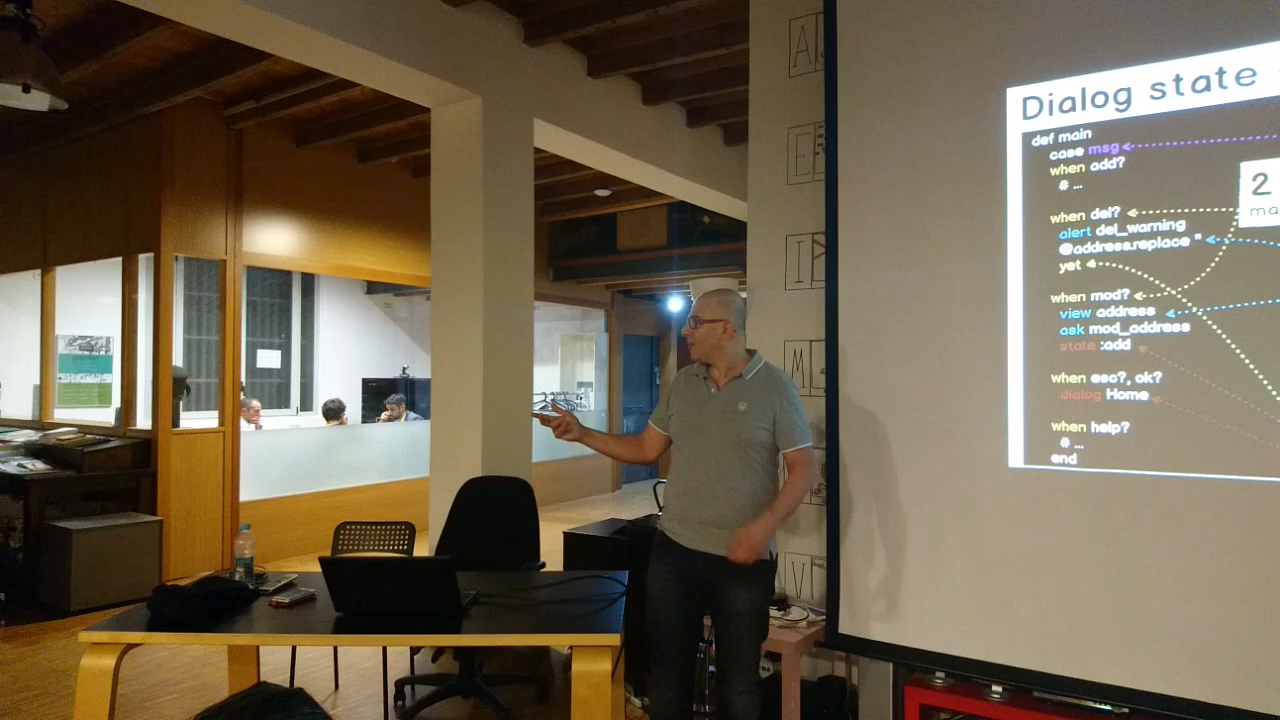 Dialog state
def main
case msg
when add?
# ...
when del?
alert del_warning
@address.replace "
yet
when mod?
view address
ask mod_address
state :add
when esc?, ok?
dialog Home
when help?
# ...
end
2
ma
A
E
I
M
V